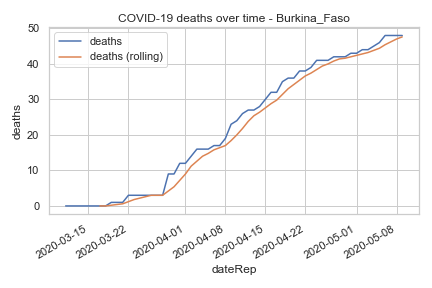 COVID-19 deaths over time - Burkina_Faso
deaths
deaths (rolling)
deaths
50
40
30
20
10
0
2020-03-15
2020-03-22
2020-04-01
2020-04-08
2020-04-15
2020-04-22
2020-05-01
2020-05-08
dateRep